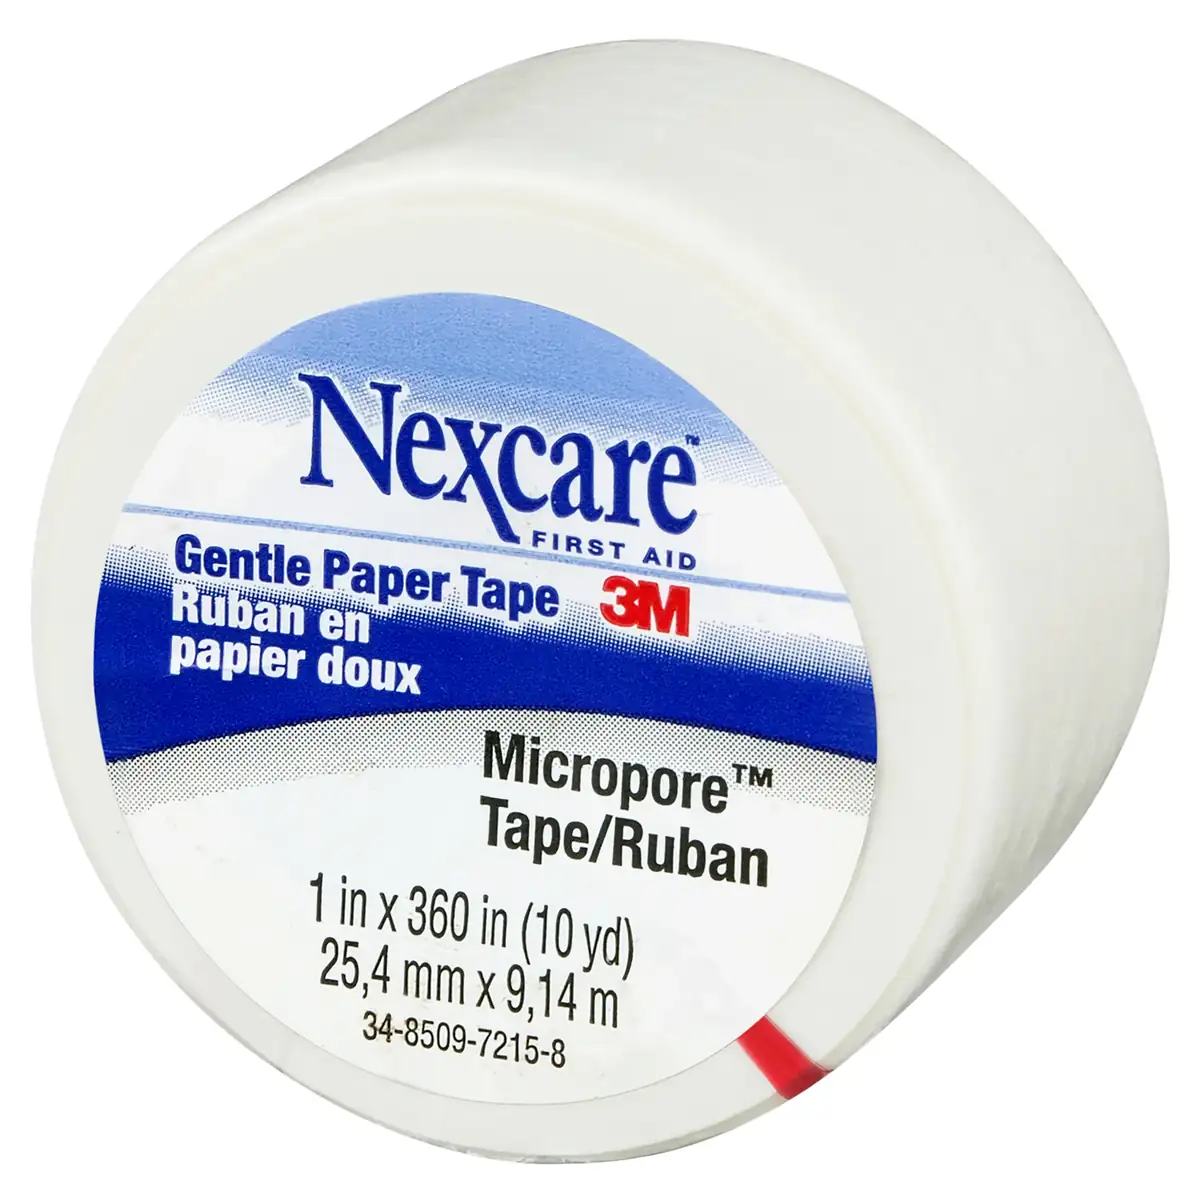 Nexcare™
FIRST AID
Gentle Paper Tape 3M
Ruban en
papier doux
Micropore™
Tape/Ruban
1 in x 360 in (10 yd)
25,4 mm x 9,14 m
34-8509-7215-8